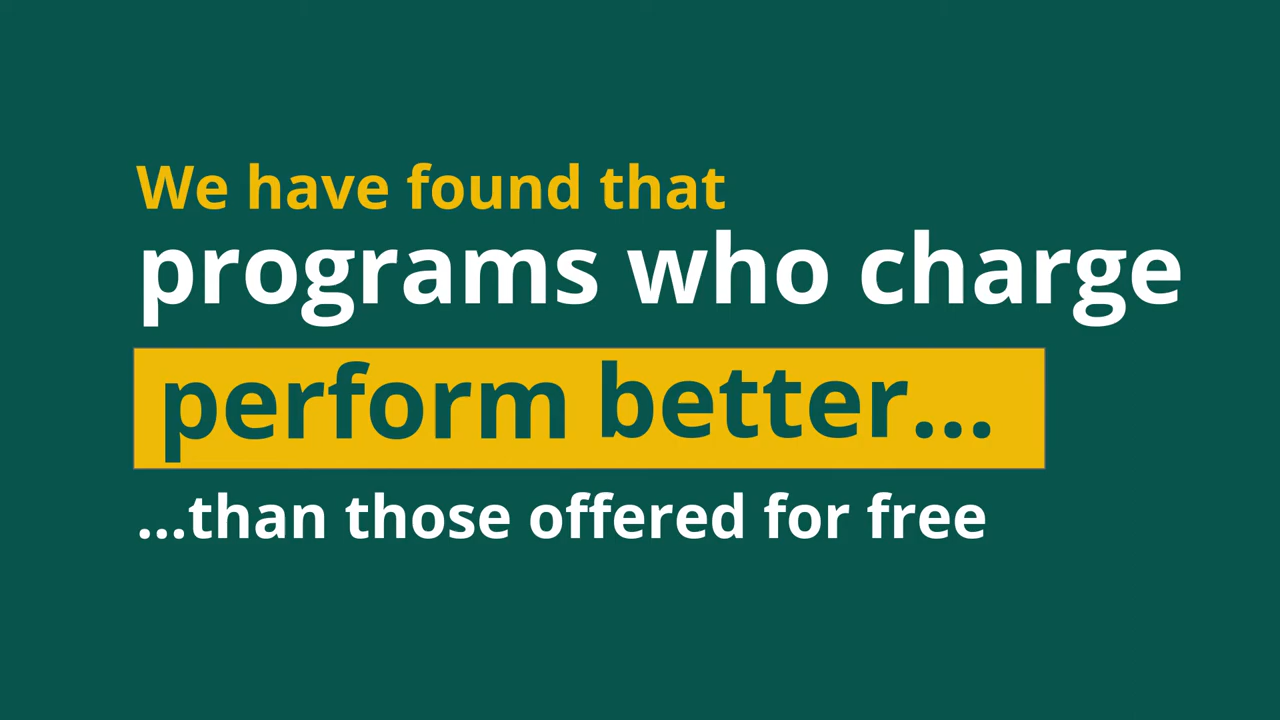 We have found that
programs who charge
perform better...
...than those offered for free